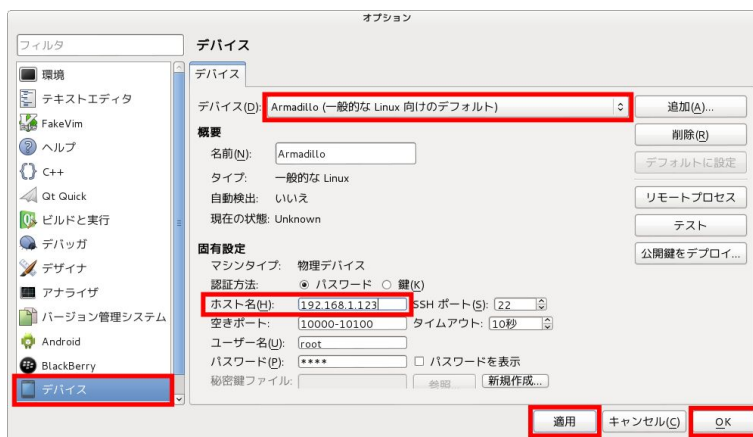 オプション
フィルタ
環境
テキストエディタ
FakeVim
ヘルプ
C++
Qt Quick
ビルドと実行
デバッガ
デザイナ
アナライザ
バージョン管理システム
Android
BlackBerry
デバイス
デバイス
デバイス
デバイス(D): Armadillo (一般的な Linux 向けのデフォルト)
概要
名前(N): Armadillo
タイプ: 一般的な Linux
自動検出: いいえ
現在の状態: Unknown
固有設定
マシンタイプ: 物理デバイス
認証方法: パスワード 鍵(K)
ホスト名(H): 192.168.1.123 SSH ポート(S): 22
空きポート: 10000-10100 タイムアウト: 10秒
ユーザー名(U): root
パスワード(P): **** パスワードを表示
秘密鍵ファイル: 参照... 新規作成...
追加(A)...
削除(R)
デフォルトに設定
リモートプロセス
テスト
公開鍵をデプロイ...
適用 キャンセル(C) OK